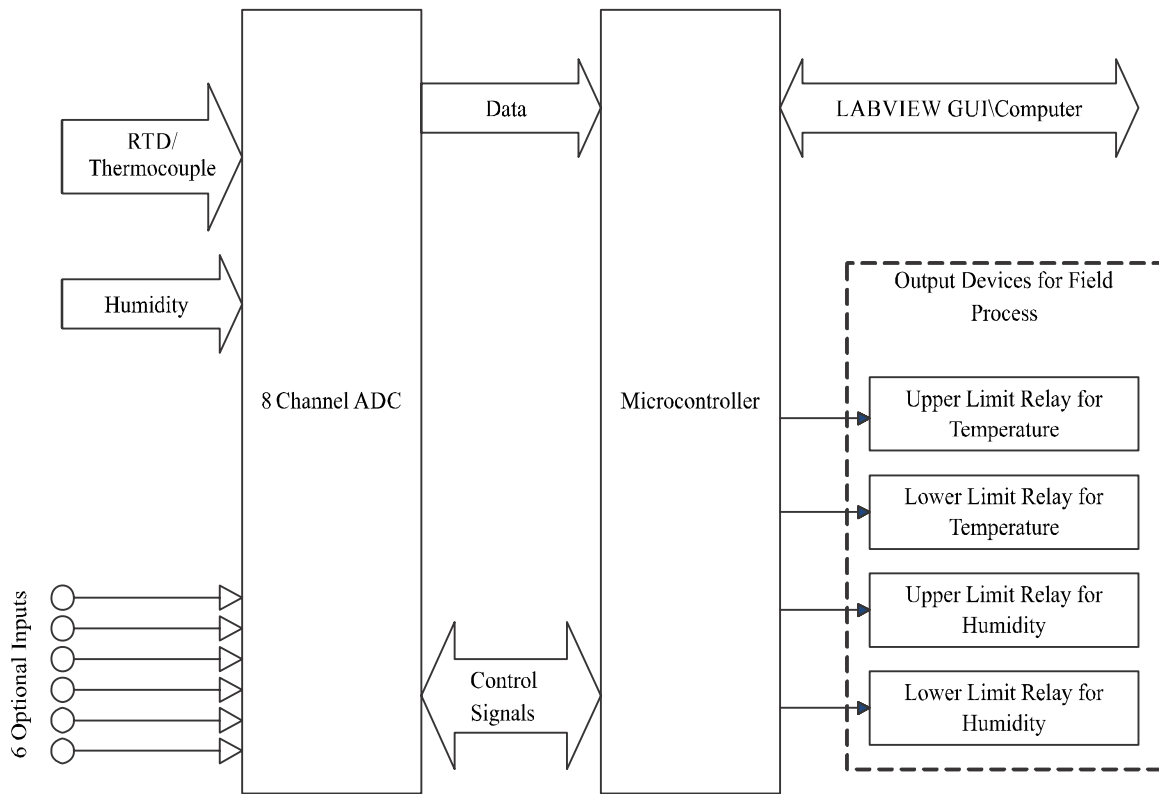 RTD/
Thermocouple
Humidity
6 Optional Inputs
8 Channel ADC
Data
Control
Signals
Microcontroller
LABVIEW GUI\Computer
Output Devices for Field
Process
Upper Limit Relay for
Temperature
Lower Limit Relay for
Temperature
Upper Limit Relay for
Humidity
Lower Limit Relay for
Humidity